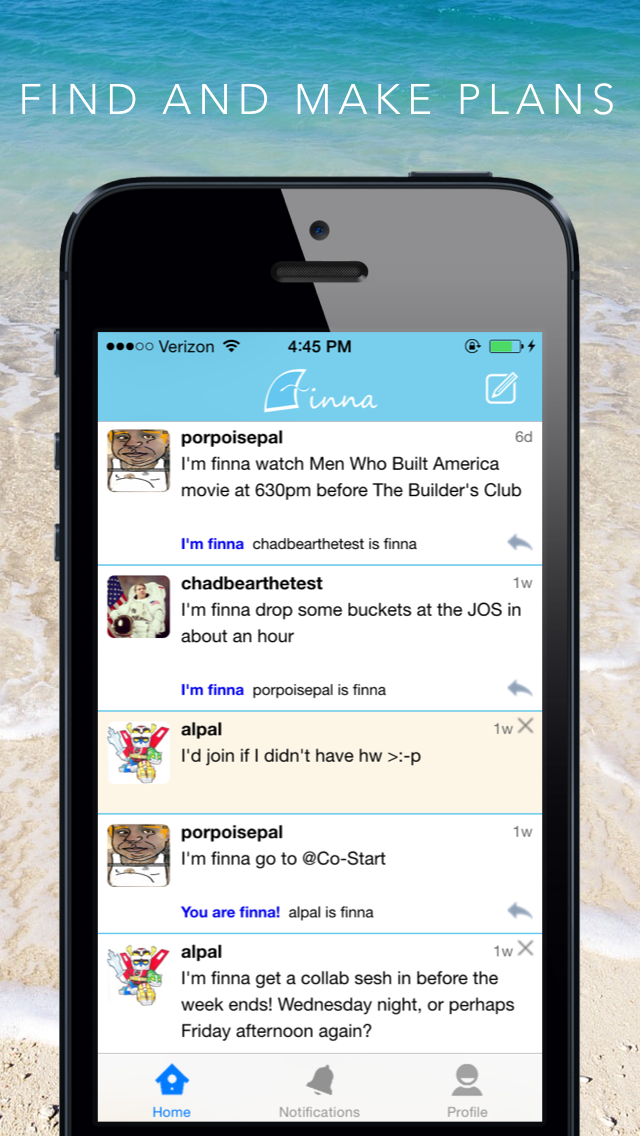 FIND AND MAKE PLANS
Verizon 4:45 PM
Finna
porpoisepal 6d
I'm finna watch Men Who Built America
movie at 630pm before The Builder's Club
I'm finna chadbearthetest is finna
chadbearthetest 1w
I'm finna drop some buckets at the JOS in
about an hour
I'm finna porpoisepal is finna
alpal 1w
I'd join if I didn't have hw >:-p
porpoisepal 1w
I'm finna go to @Co-Start
You are finna! alpal is finna
alpal 1w
I'm finna get a collab sesh in before the
week ends! Wednesday night, or perhaps
Friday afternoon again?
Home Notifications Profile